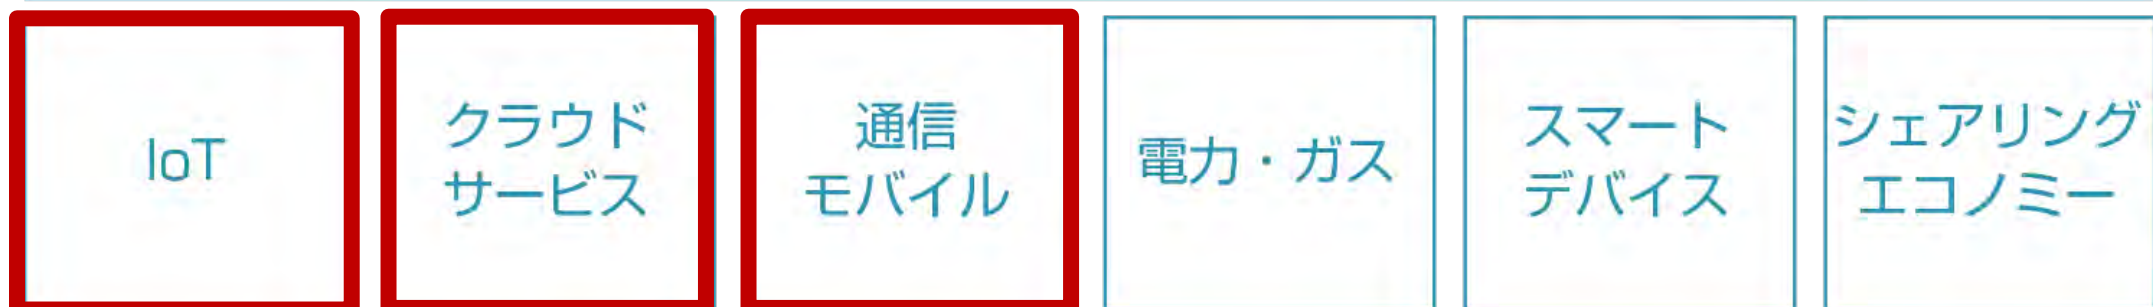 IoT
クラウド
サービス
通信
モバイル
電力・ガス
スマート
デバイス
シェアリング
エコノミー